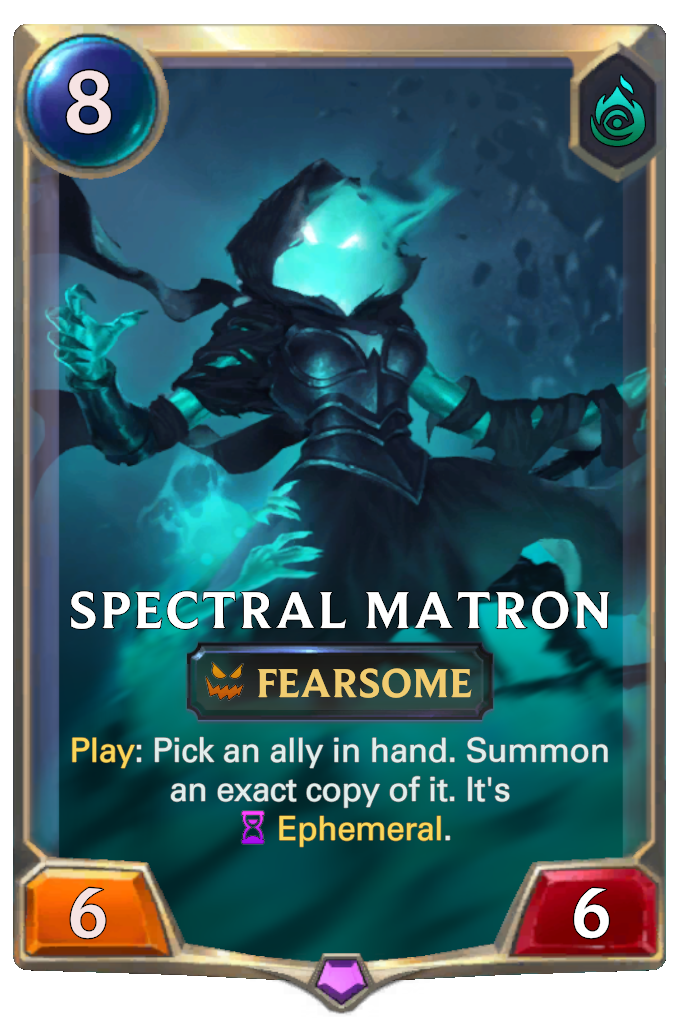 8
SPECTRAL MATRON
FEARSOME
Play: Pick an ally in hand. Summon
an exact copy of it. It's
Ephemeral.
6
6